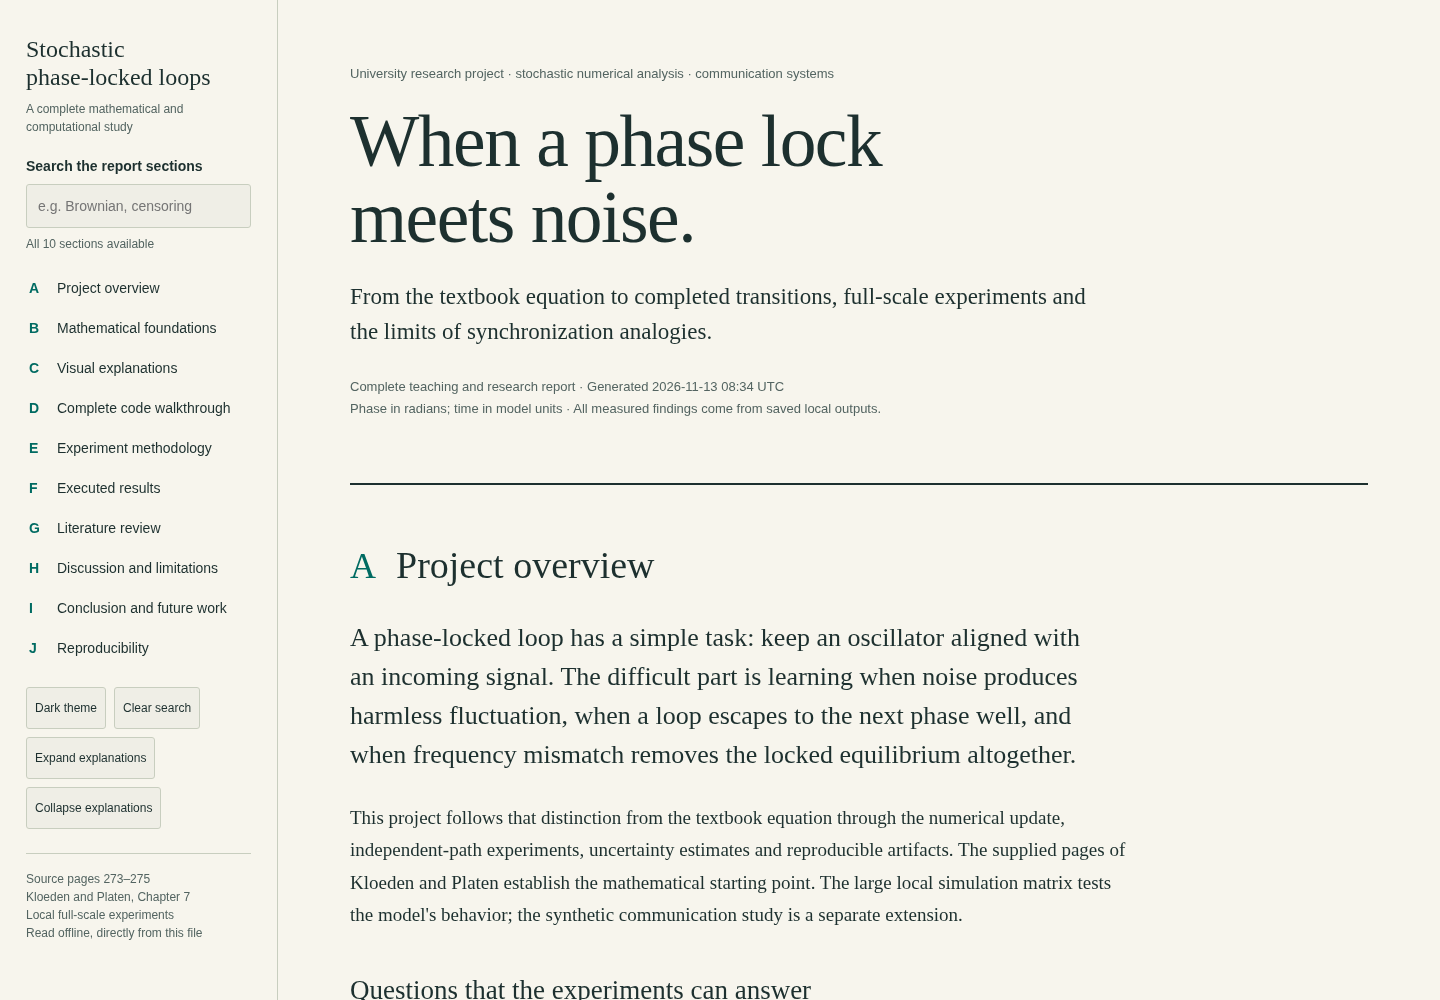 Stochastic
phase-locked loops
A complete mathematical and
computational study
Search the report sections
e.g. Brownian, censoring
All 10 sections available
A Project overview
B Mathematical foundations
C Visual explanations
D Complete code walkthrough
E Experiment methodology
F Executed results
G Literature review
H Discussion and limitations
I Conclusion and future work
J Reproducibility
Dark theme
Clear search
Expand explanations
Collapse explanations
Source pages 273–275
Kloeden and Platen, Chapter 7
Local full-scale experiments
Read offline, directly from this file
University research project · stochastic numerical analysis · communication systems
When a phase lock
meets noise.
From the textbook equation to completed transitions, full-scale experiments and
the limits of synchronization analogies.
Complete teaching and research report · Generated 2026-11-13 08:34 UTC
Phase in radians; time in model units · All measured findings come from saved local outputs.
A Project overview
A phase-locked loop has a simple task: keep an oscillator aligned with
an incoming signal. The difficult part is learning when noise produces
harmless fluctuation, when a loop escapes to the next phase well, and
when frequency mismatch removes the locked equilibrium altogether.
This project follows that distinction from the textbook equation through the numerical update,
independent-path experiments, uncertainty estimates and reproducible artifacts. The supplied pages of
Kloeden and Platen establish the mathematical starting point. The large local simulation matrix tests
the model's behavior; the synthetic communication study is a separate extension.
Questions that the experiments can answer